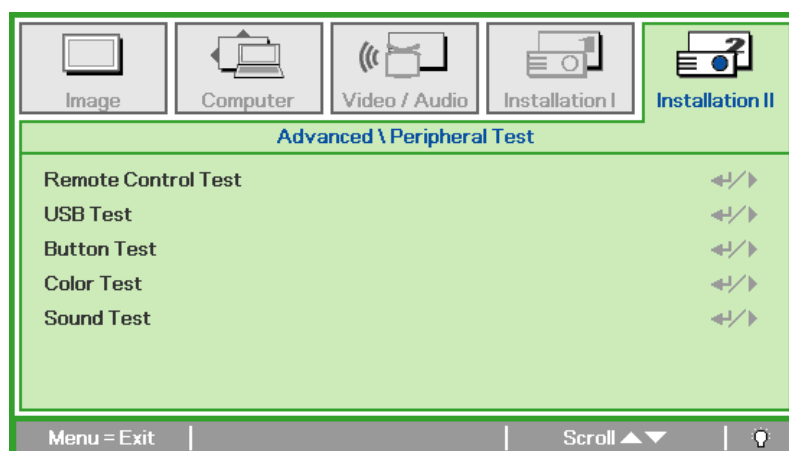 Image
Computer
Video / Audio
Installation I
Installation II
Advanced \ Peripheral Test
Remote Control Test
USB Test
Button Test
Color Test
Sound Test
Menu = Exit
Scroll ▲▼